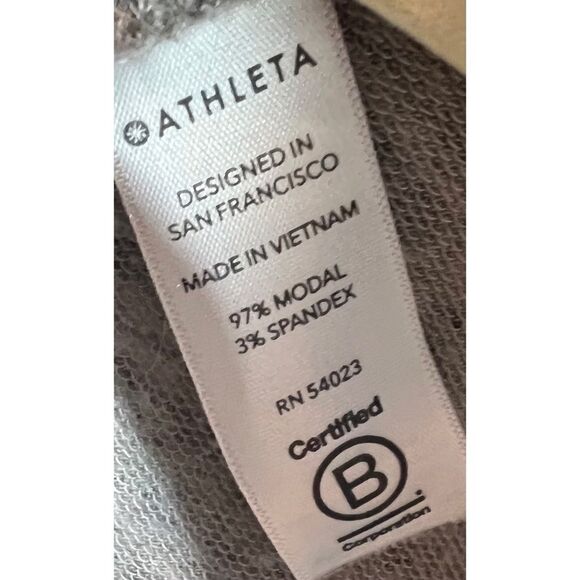 ATHLETA
DESIGNED IN
SAN FRANCISCO
MADE IN VIETNAM
97% MODAL
3% SPANDEX
RN 54023
Certified
B
Corporation